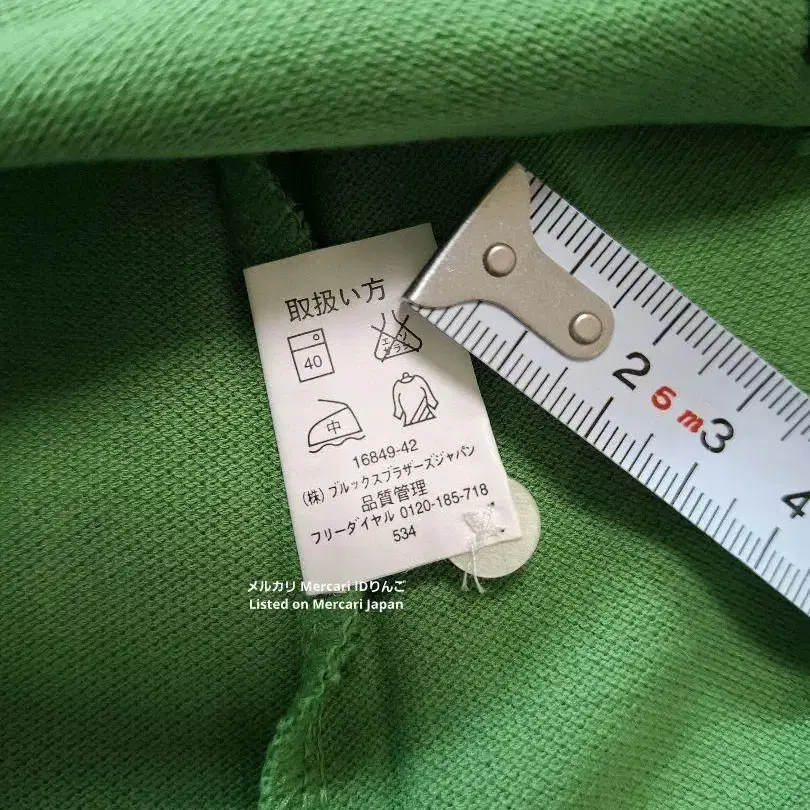 取扱い方
40
エンソ
ガラス
中
16849-42
(株) ブルックスブラザーズジャパン
品質管理
フリーダイヤル 0120-185-718
534
2 5m 3 4
メルカリ Mercari IDりんご
Listed on Mercari Japan